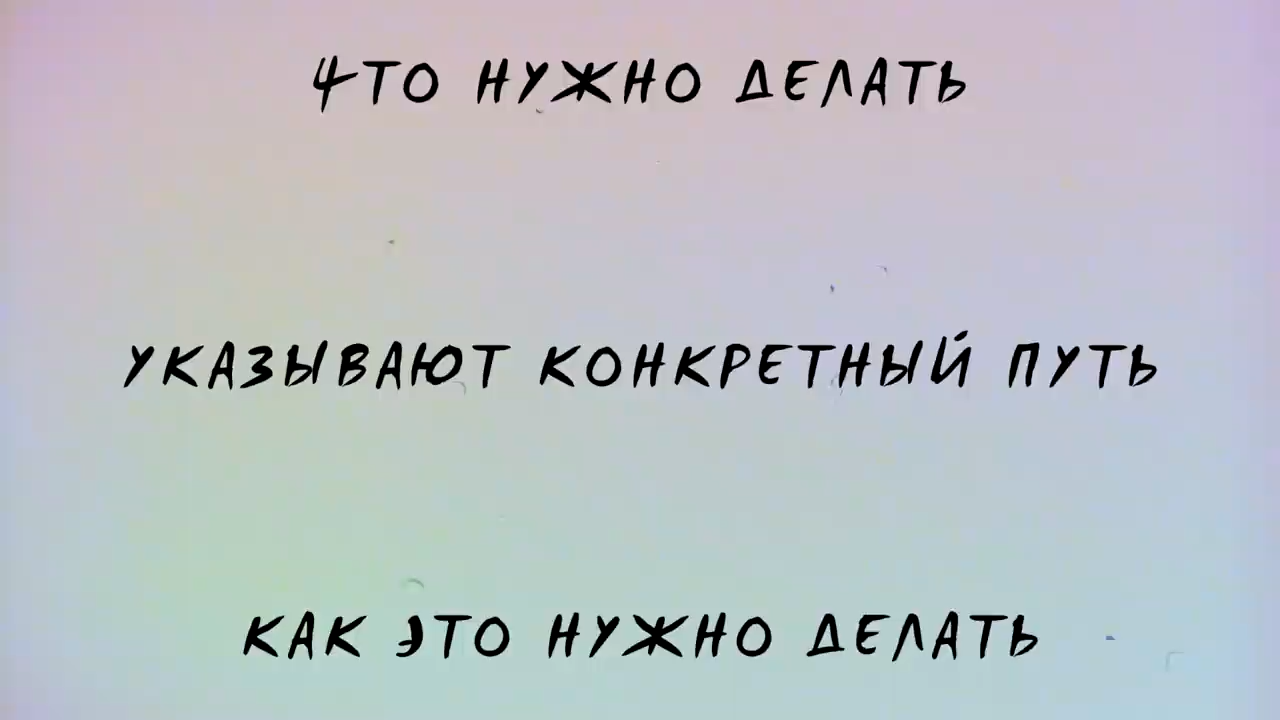 ЧТО НУЖНО ДЕЛАТЬ
УКАЗЫВАЮТ КОНКРЕТНЫЙ ПУТЬ
КАК ЭТО НУЖНО ДЕЛАТЬ